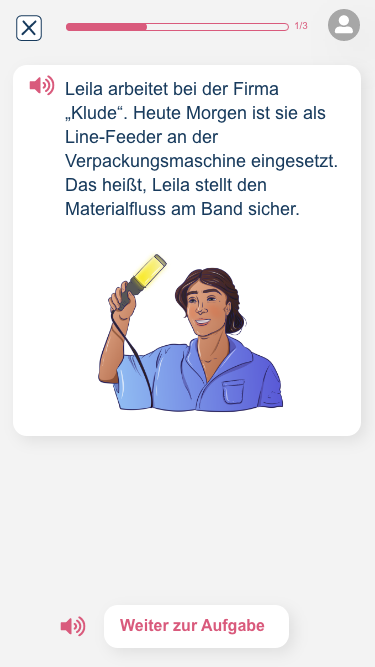 1/3
Leila arbeitet bei der Firma
„Klude“. Heute Morgen ist sie als
Line-Feeder an der
Verpackungsmaschine eingesetzt.
Das heißt, Leila stellt den
Materialfluss am Band sicher.
Weiter zur Aufgabe